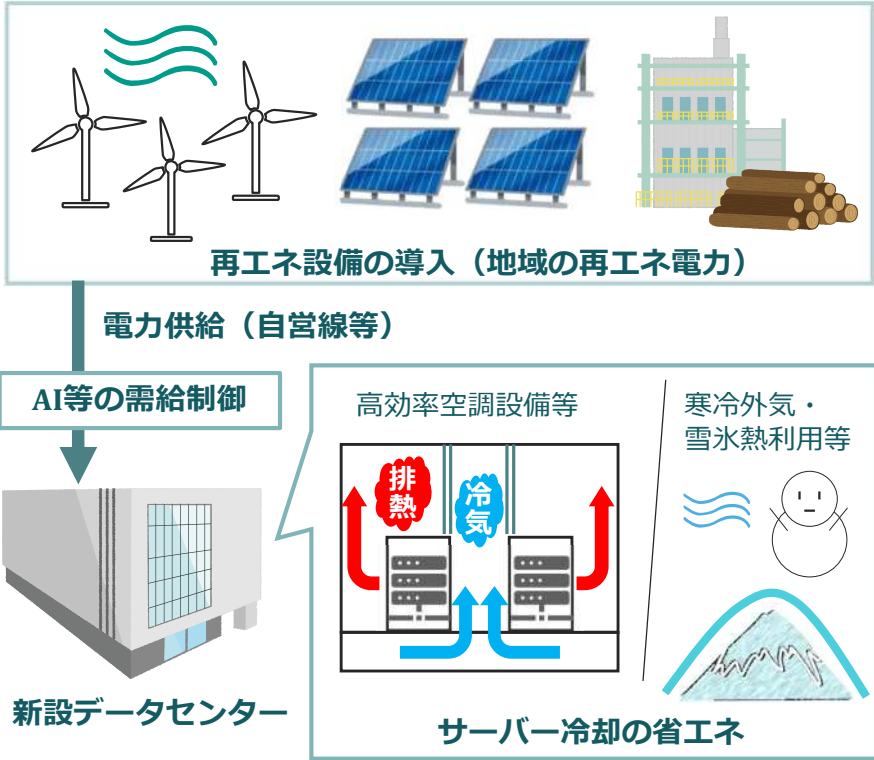 再エネ設備の導入（地域の再エネ電力）
電力供給（自営線等）
AI等の需給制御
高効率空調設備等
寒冷外気・
雪氷熱利用等
排熱
冷気
新設データセンター
サーバー冷却の省エネ